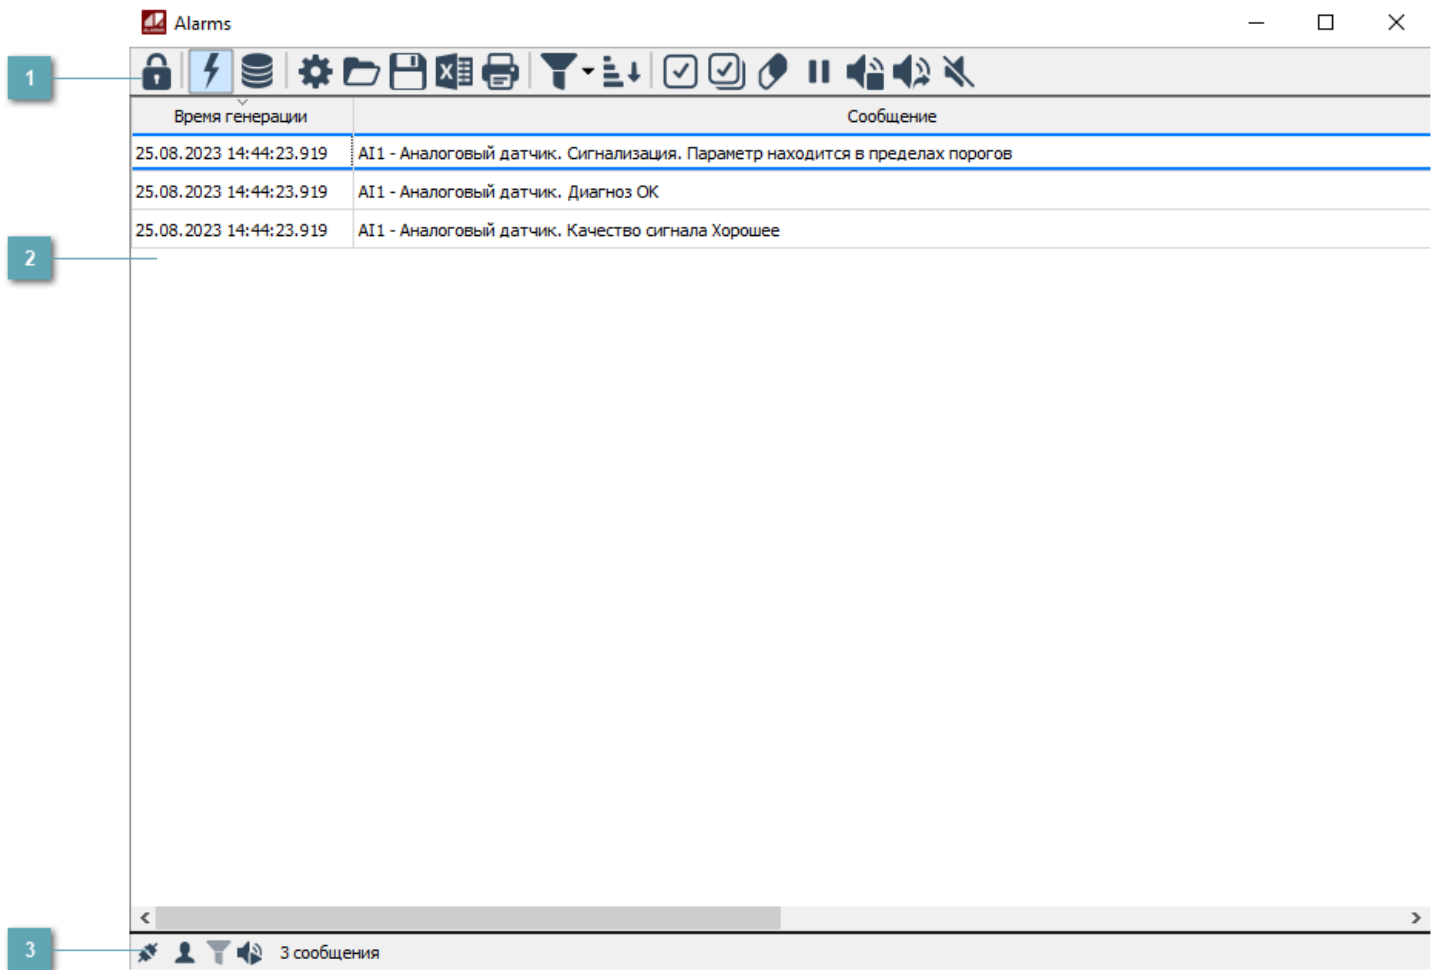 Alarms
1
Время генерации Сообщение
25.08.2023 14:44:23.919 AI1 - Аналоговый датчик. Сигнализация. Параметр находится в пределах порогов
25.08.2023 14:44:23.919 AI1 - Аналоговый датчик. Диагноз ОК
25.08.2023 14:44:23.919 AI1 - Аналоговый датчик. Качество сигнала Хорошее
2
3
3 сообщения